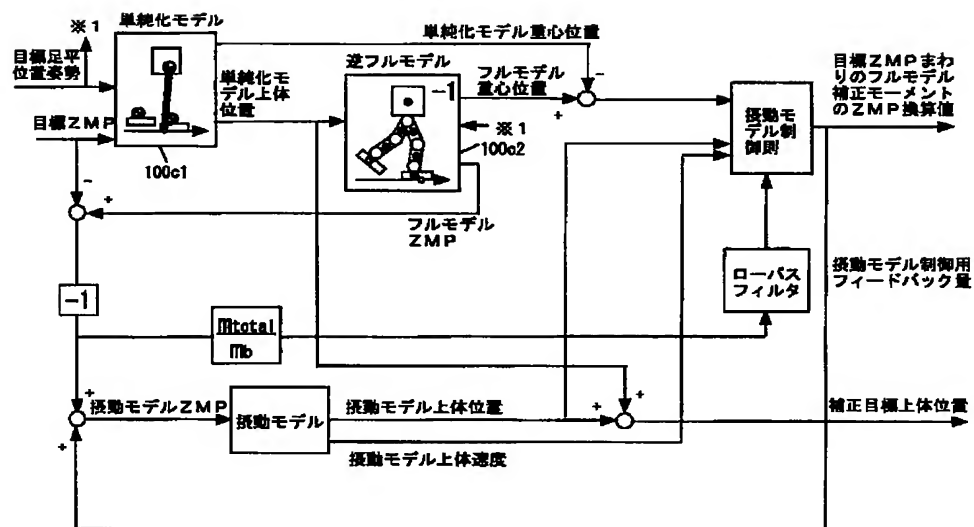 ※1
単純化モデル
目標足平
位置姿勢
目標ZMP
100c1
単純化モデル重心位置
単純化モ
デル上体
位置
逆フルモデル
-1
※1
100c2
フルモデル
重心位置
-
+
摂動モ
デル制
御則
目標ZMPまわ
りのフルモデル
補正モーメント
のZMP換算値
-
+
フルモデル
ZMP
ローパス
フィルタ
摂動モデル制御用
フィードバック量
-1
mtotal
mb
+
+
摂動モデルZMP
摂動モデル
摂動モデル上体位置
摂動モデル上体速度
+
+
補正目標上体位置